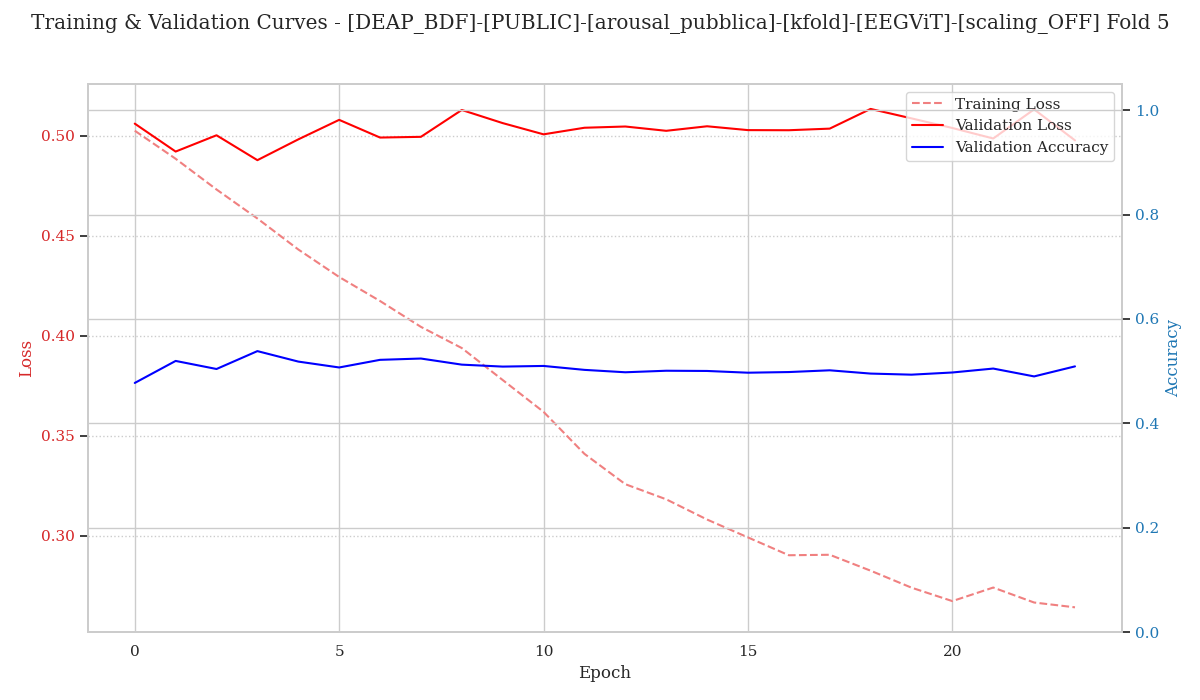 Training & Validation Curves - [DEAP_BDF]-[PUBLIC]-[arousal_pubblica]-[kfold]-[EEGViT]-[scaling_OFF] Fold 5
Training Loss
Validation Loss
Validation Accuracy
0.50
0.45
0.40
0.35
0.30
Loss
1.0
0.8
0.6
0.4
0.2
0.0
Accuracy
0
5
10
15
20
Epoch